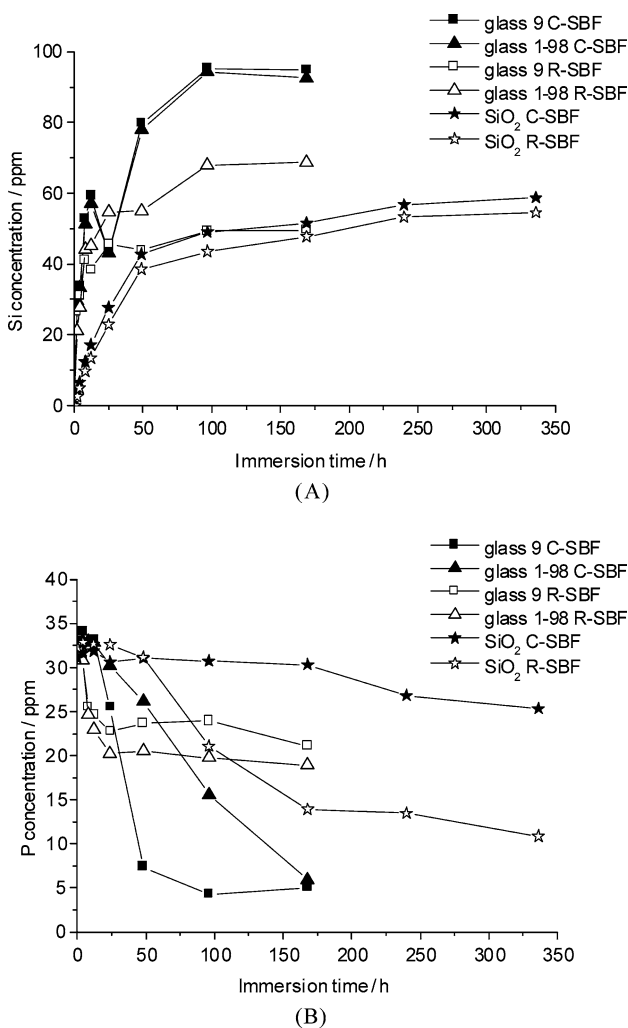 glass 9 C-SBF
glass 1-98 C-SBF
glass 9 R-SBF
glass 1-98 R-SBF
SiO2 C-SBF
SiO2 R-SBF
100
80
60
40
20
0
Si concentration / ppm
0 50 100 150 200 250 300 350
Immersion time / h
(A)
glass 9 C-SBF
glass 1-98 C-SBF
glass 9 R-SBF
glass 1-98 R-SBF
SiO2 C-SBF
SiO2 R-SBF
40
35
30
25
20
15
10
5
0
P concentration / ppm
0 50 100 150 200 250 300 350
Immersion time / h
(B)